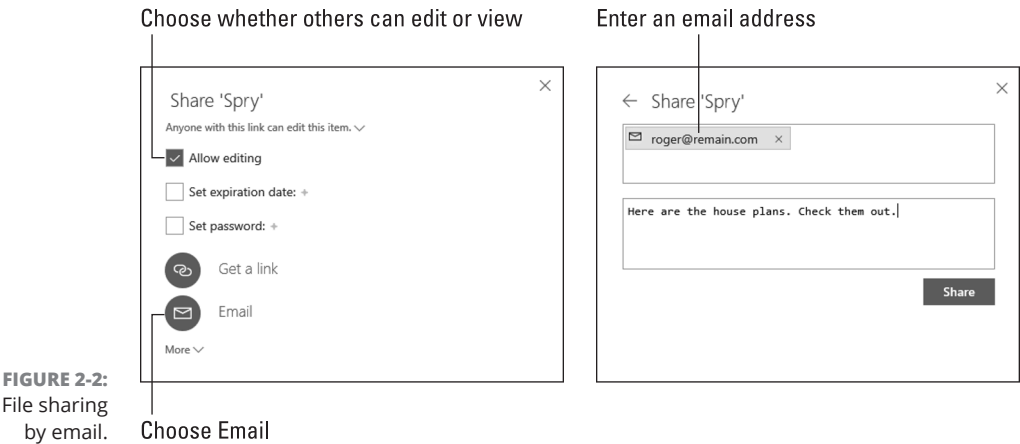 Choose whether others can edit or view
Share 'Spry'
Anyone with this link can edit this item.
Allow editing
Set expiration date: +
Set password: +
Get a link
Email
More
Choose Email
Enter an email address
Share 'Spry'
roger@remain.com ×
Here are the house plans. Check them out.
Share
FIGURE 2-2:
File sharing
by email.